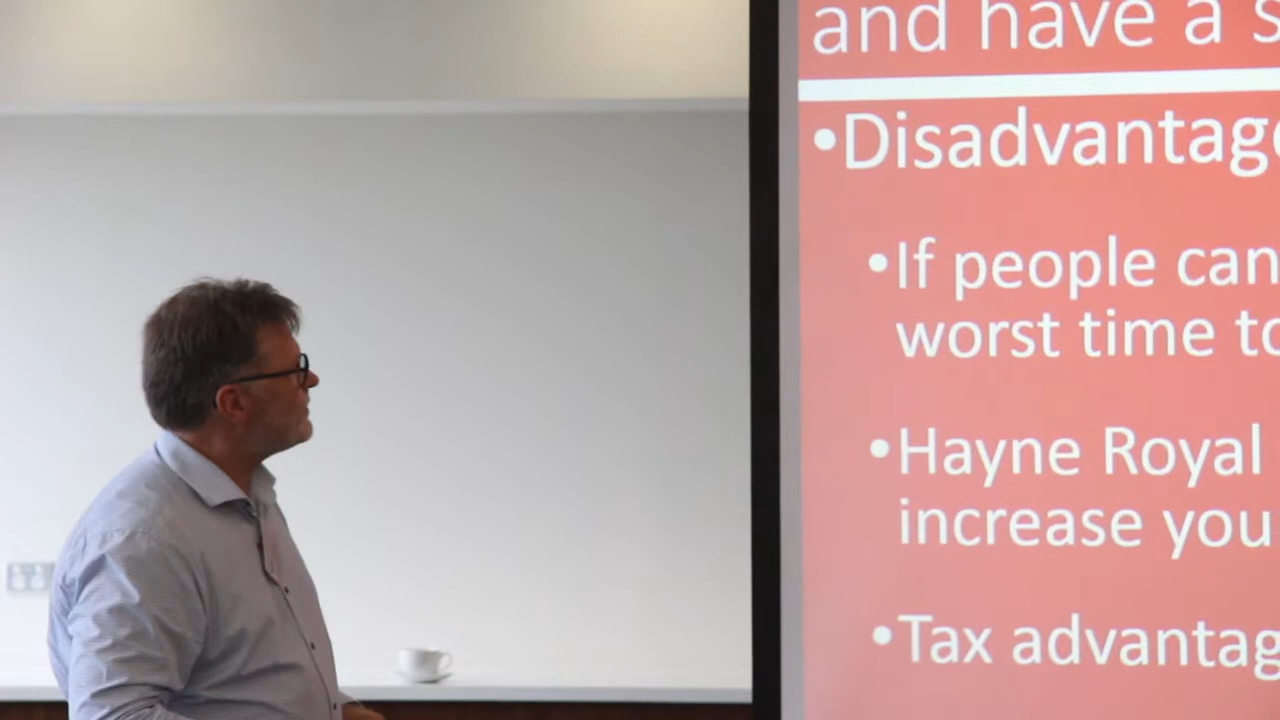 and have a s
•Disadvantag
•If people can
worst time to
•Hayne Royal
increase you
•Tax advantag